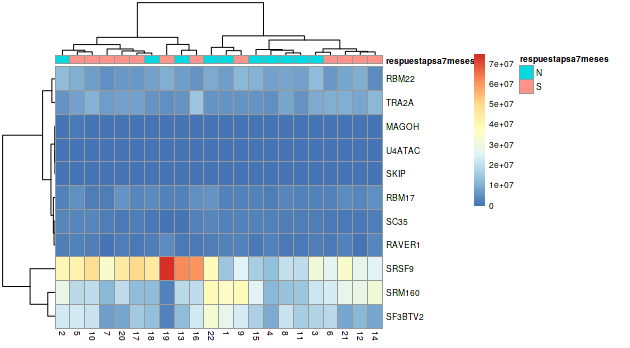 respuestapsa7meses
7e+07
6e+07
5e+07
4e+07
3e+07
2e+07
1e+07
0
respuestapsa7meses
N
S
RBM22
TRA2A
MAGOH
U4ATAC
SKIP
RBM17
SC35
RAVER1
SRSF9
SRM160
SF3BTV2
2 5 10 7 20 17 18 19 13 16 22 1 9 15 4 8 11 3 6 21 12 14